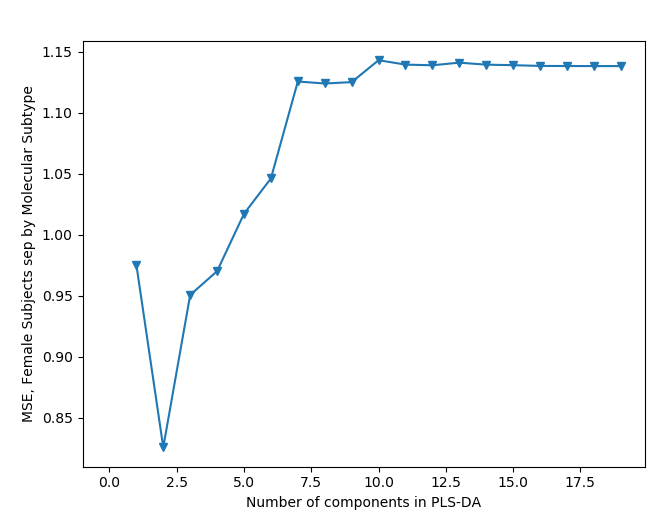 MSE, Female Subjects sep by Molecular Subtype
1.15
1.10
1.05
1.00
0.95
0.90
0.85
0.0 2.5 5.0 7.5 10.0 12.5 15.0 17.5
Number of components in PLS-DA